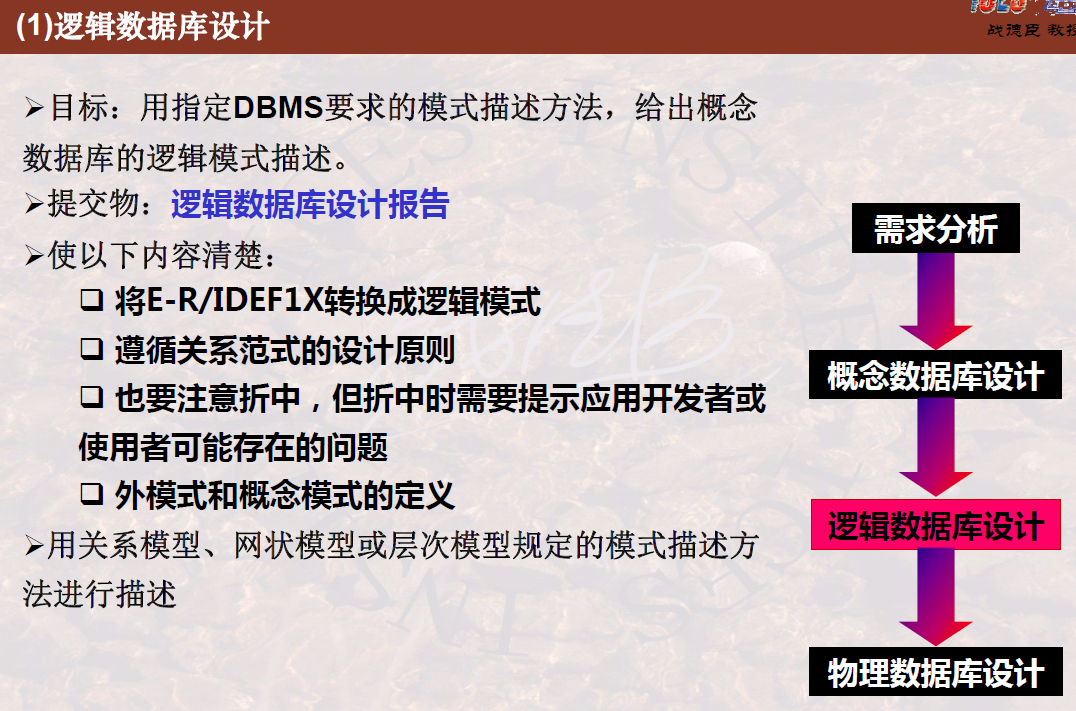 (1)逻辑数据库设计
战德臣 教授
➢目标：用指定DBMS要求的模式描述方法，给出概念
数据库的逻辑模式描述。
➢提交物：逻辑数据库设计报告
➢使以下内容清楚：
❑ 将E-R/IDEF1X转换成逻辑模式
❑ 遵循关系范式的设计原则
❑ 也要注意折中，但折中时需要提示应用开发者或
使用者可能存在的问题
❑ 外模式和概念模式的定义
➢用关系模型、网状模型或层次模型规定的模式描述方
法进行描述
需求分析
概念数据库设计
逻辑数据库设计
物理数据库设计